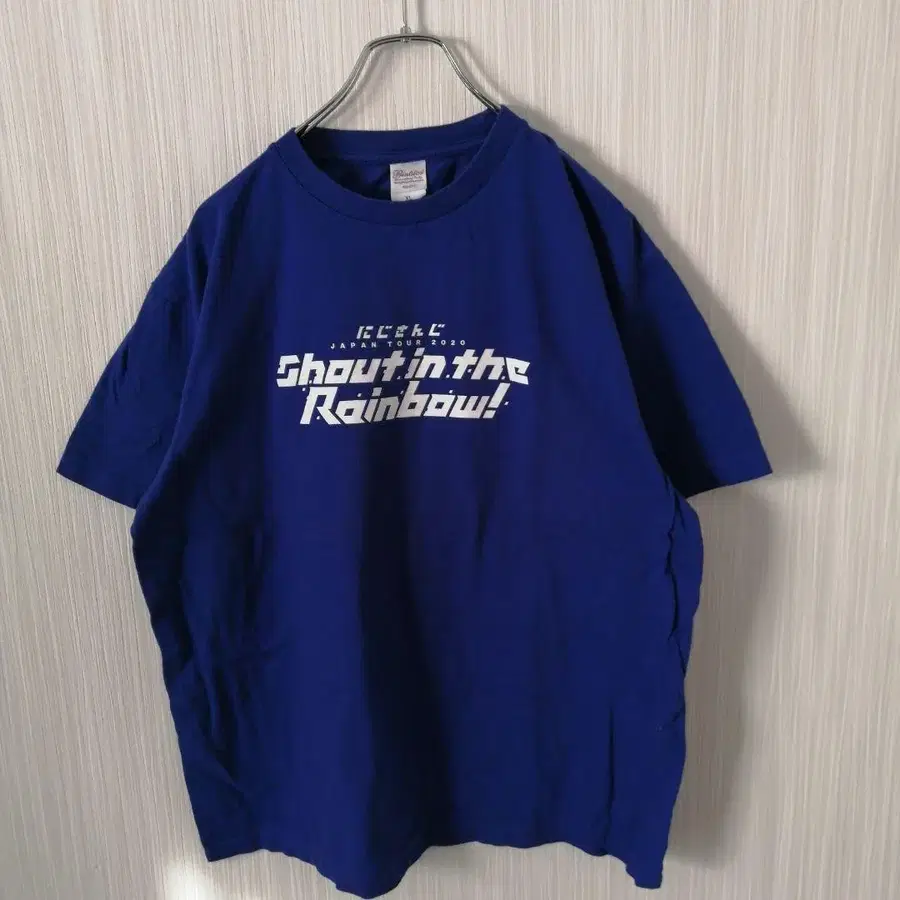 にじさんじ
JAPAN TOUR 2020
Shout in the
Rainbow!